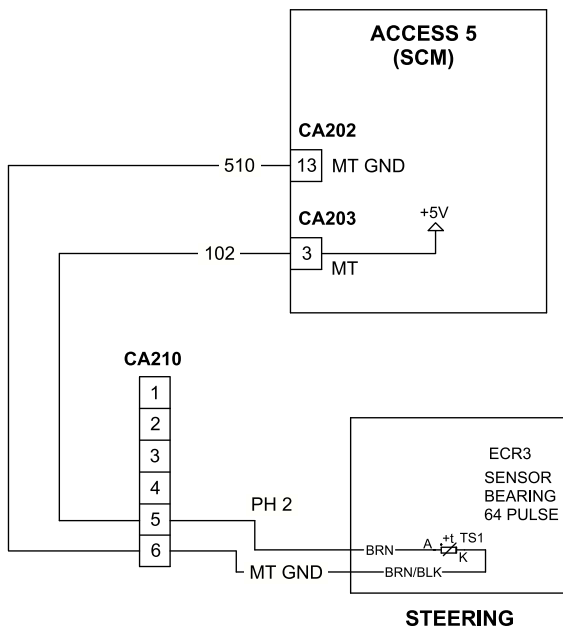 ACCESS 5
(SCM)
CA202
510
13
MT GND
CA203
+5V
102
3
MT
CA210
1
2
3
4
5
6
PH 2
MT GND
ECR3
SENSOR
BEARING
64 PULSE
BRN
A
+t
TS1
K
BRN/BLK
STEERING